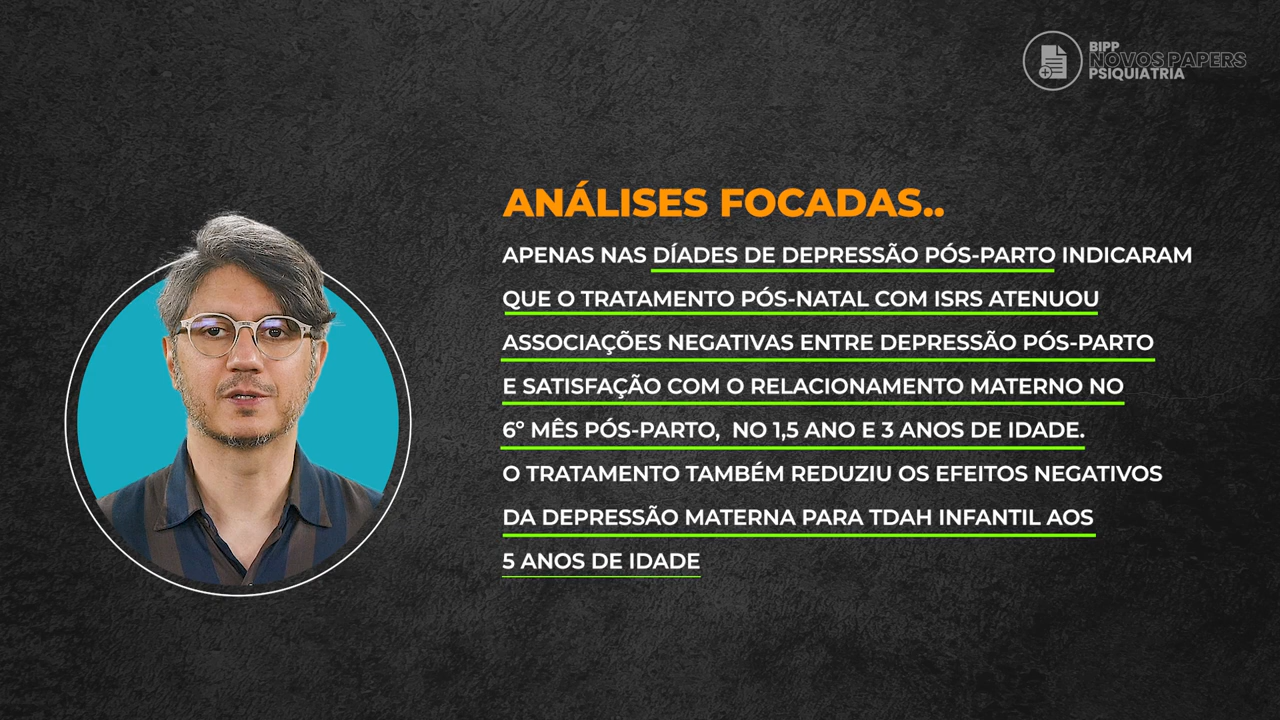 BIPP
NOVOS PAPERS
PSIQUIATRIA
ANÁLISES FOCADAS..
APENAS NAS DÍADES DE DEPRESSÃO PÓS-PARTO INDICARAM
QUE O TRATAMENTO PÓS-NATAL COM ISRS ATENUOU
ASSOCIAÇÕES NEGATIVAS ENTRE DEPRESSÃO PÓS-PARTO
E SATISFAÇÃO COM O RELACIONAMENTO MATERNO NO
6º MÊS PÓS-PARTO,  NO 1,5 ANO E 3 ANOS DE IDADE.
O TRATAMENTO TAMBÉM REDUZIU OS EFEITOS NEGATIVOS
DA DEPRESSÃO MATERNA PARA TDAH INFANTIL AOS
5 ANOS DE IDADE